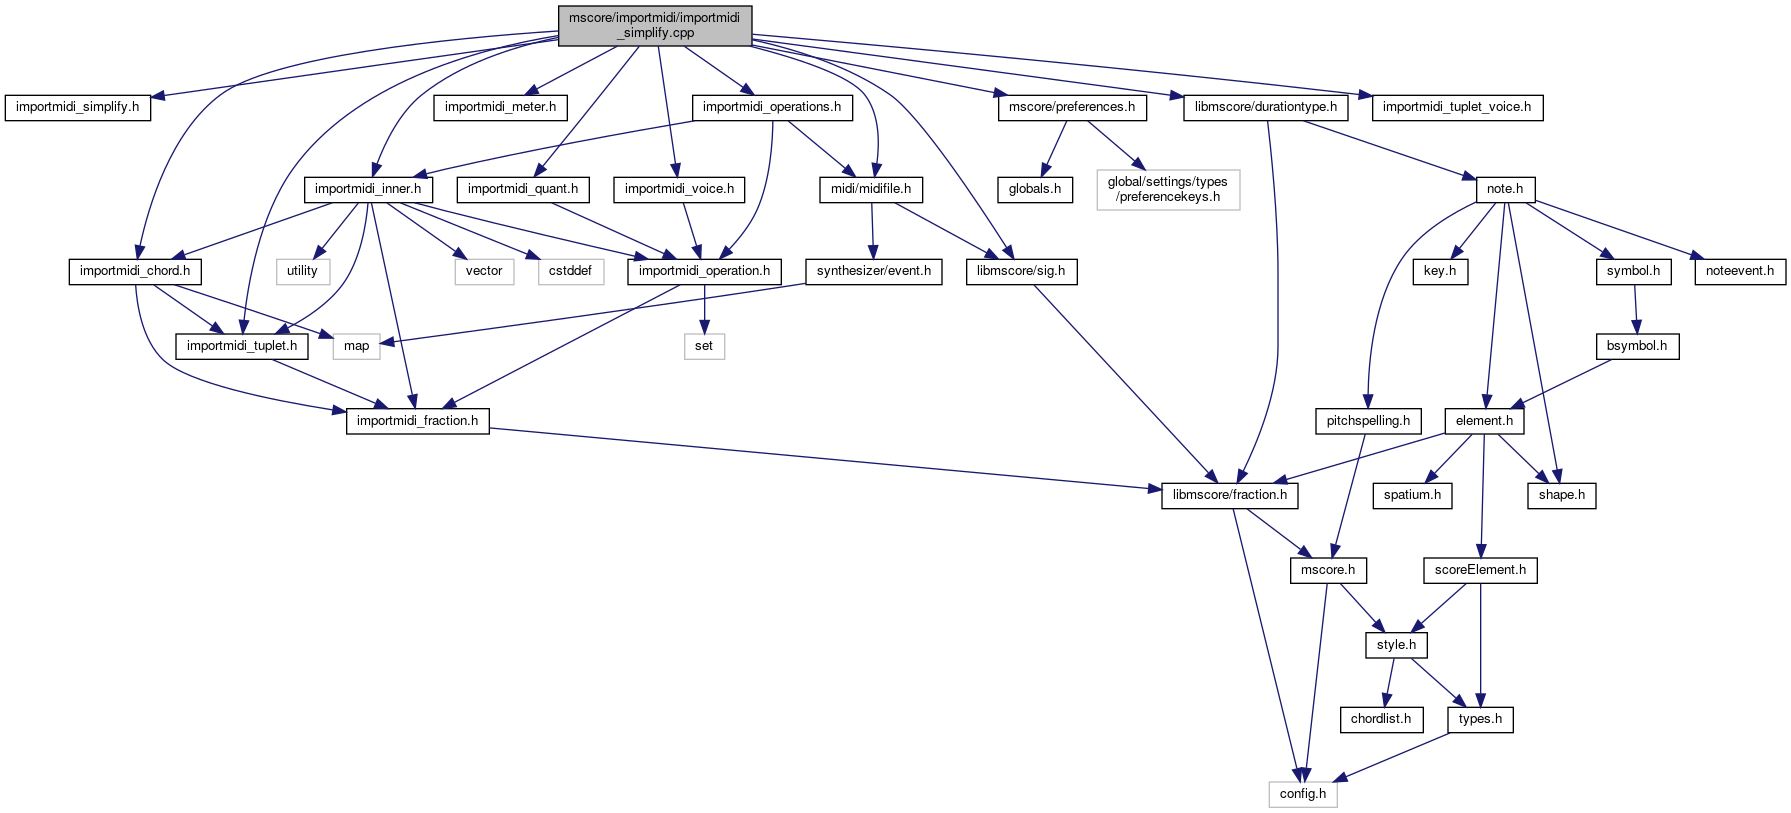 mscore/importmidi/importmidi
_simplify.cpp
importmidi_simplify.h
importmidi_meter.h
importmidi_operations.h
mscore/preferences.h
libmscore/durationtype.h
importmidi_tuplet_voice.h
importmidi_inner.h
importmidi_quant.h
importmidi_voice.h
midi/midifile.h
globals.h
global/settings/types
/preferencekeys.h
note.h
importmidi_chord.h
utility
vector
cstddef
importmidi_operation.h
synthesizer/event.h
libmscore/sig.h
key.h
symbol.h
noteevent.h
importmidi_tuplet.h
map
set
bsymbol.h
importmidi_fraction.h
pitchspelling.h
element.h
libmscore/fraction.h
spatium.h
shape.h
mscore.h
scoreElement.h
style.h
chordlist.h
types.h
config.h